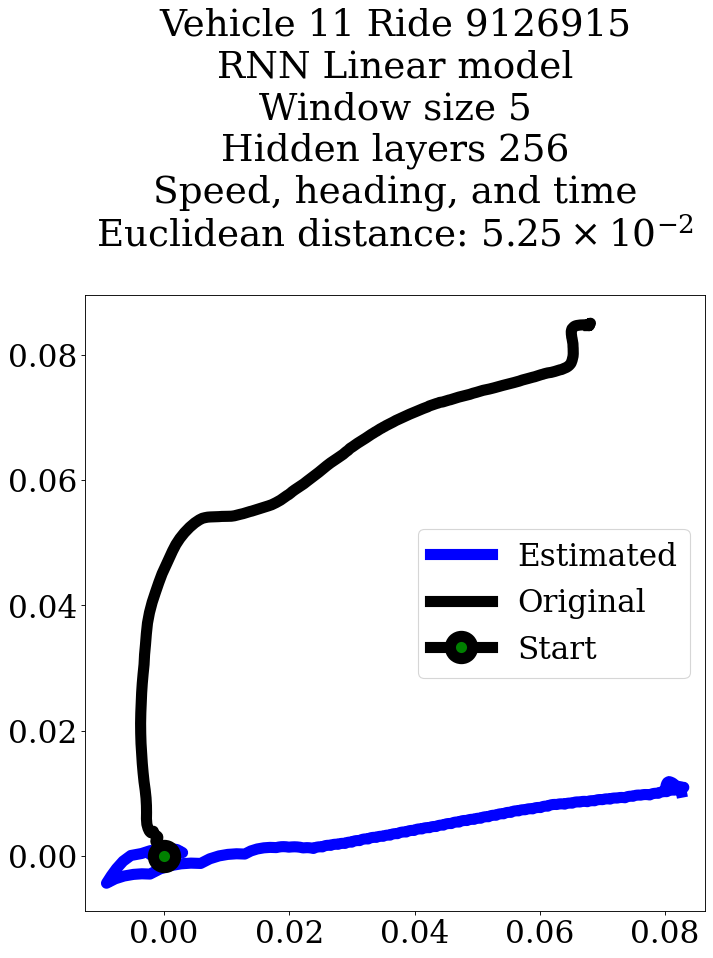 Vehicle 11 Ride 9126915
RNN Linear model
Window size 5
Hidden layers 256
Speed, heading, and time
Euclidean distance: 5.25 × 10⁻²
0.08
0.06
0.04
0.02
0.00
Estimated
Original
Start
0.00 0.02 0.04 0.06 0.08